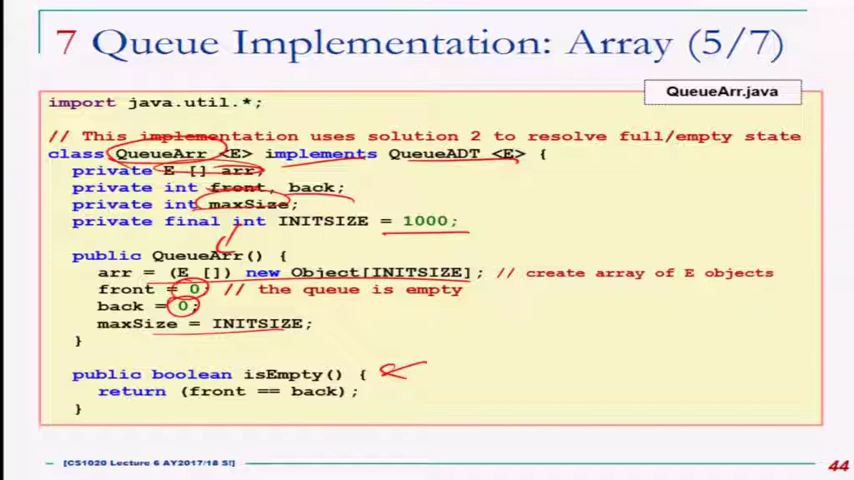 7 Queue Implementation: Array (5/7)
QueueArr.java
import java.util.*;
// This implementation uses solution 2 to resolve full/empty state
class QueueArr <E> implements QueueADT <E> {
private E [] arr;
private int front, back;
private int maxSize;
private final int INITSIZE = 1000;
public QueueArr() {
arr = (E []) new Object[INITSIZE]; // create array of E objects
front = 0; // the queue is empty
back = 0;
maxSize = INITSIZE;
}
public boolean isEmpty() {
return (front == back);
}
[CS1020 Lecture 6 AY2017/18 S!]
44